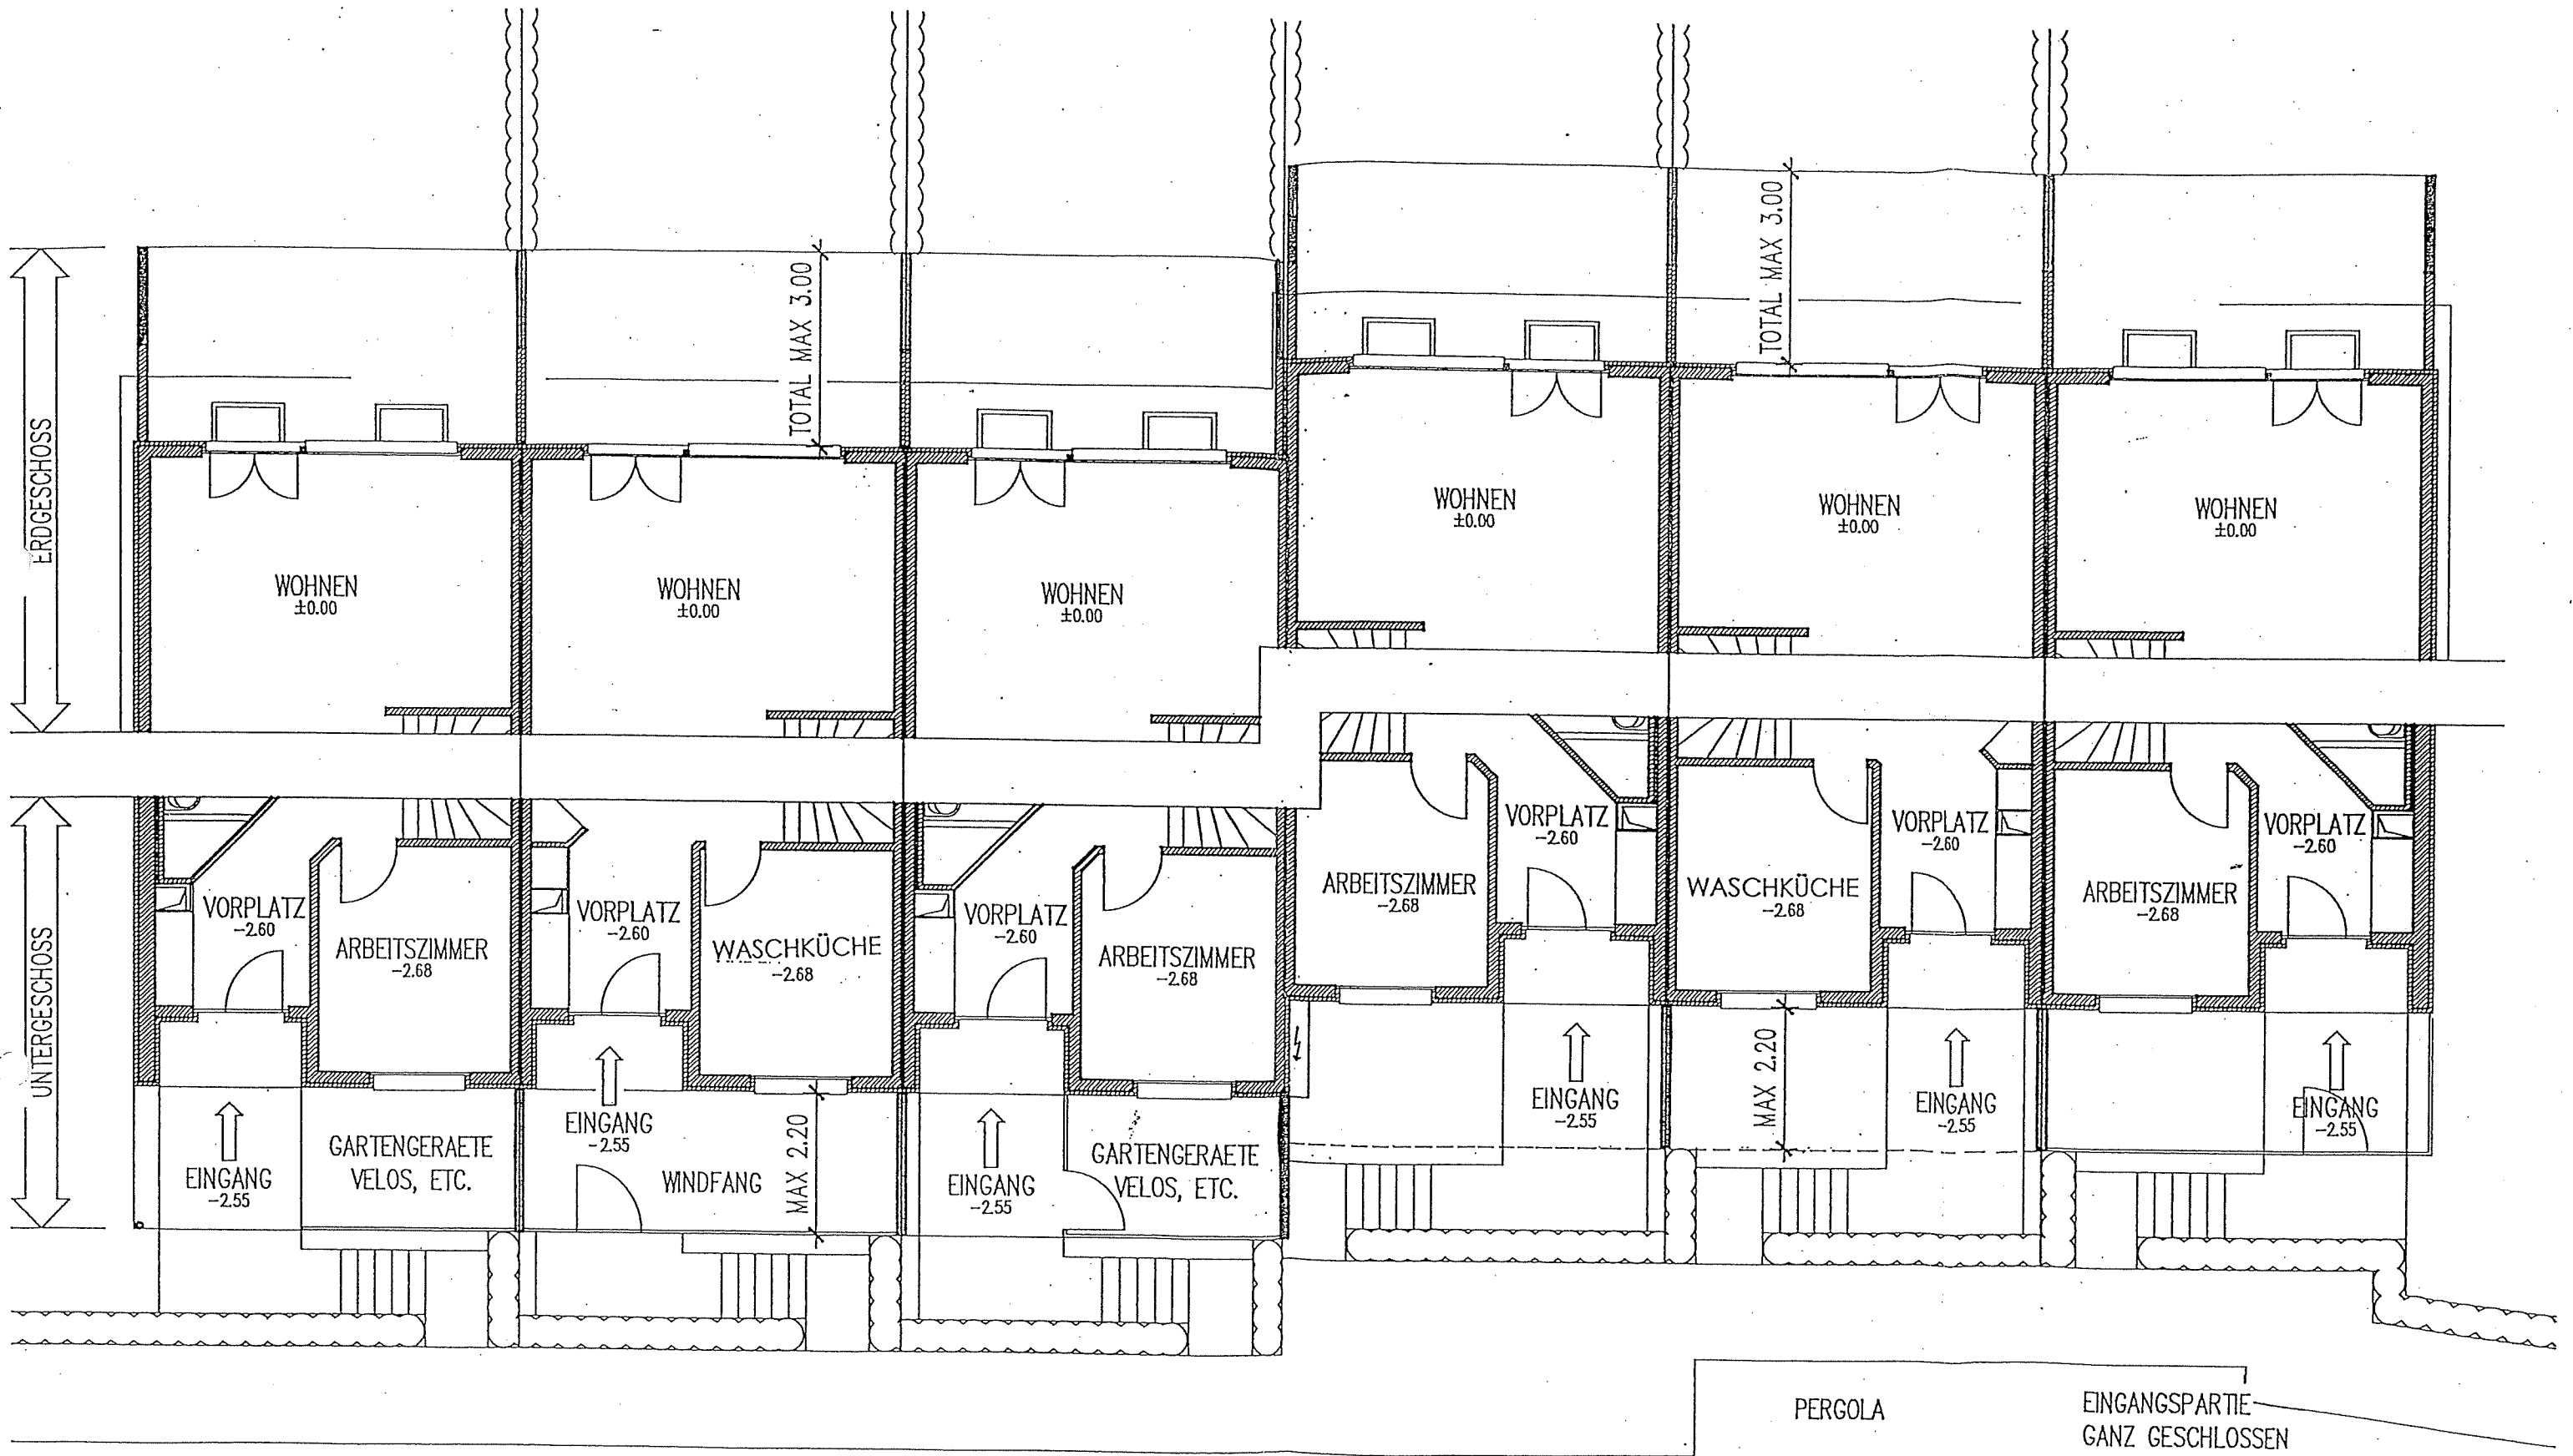 TOTAL MAX 3.00
TOTAL MAX 3.00
ERDGESCHOSS
WOHNEN
±0.00
WOHNEN
±0.00
WOHNEN
±0.00
WOHNEN
±0.00
WOHNEN
±0.00
WOHNEN
±0.00
UNTERGESCHOSS
VORPLATZ
-2.60
ARBEITSZIMMER
-2.68
VORPLATZ
-2.60
WASCHKÜCHE
-2.68
VORPLATZ
-2.60
ARBEITSZIMMER
-2.68
ARBEITSZIMMER
-2.68
VORPLATZ
-2.60
WASCHKÜCHE
-2.68
VORPLATZ
-2.60
ARBEITSZIMMER
-2.68
VORPLATZ
-2.60
EINGANG
-2.55
GARTENGERAETE
VELOS, ETC.
EINGANG
-2.55
WINDFANG
MAX 2.20
EINGANG
-2.55
GARTENGERAETE
VELOS, ETC.
EINGANG
-2.55
MAX 2.20
EINGANG
-2.55
EINGANG
-2.55
PERGOLA
EINGANGSPARTIE
GANZ GESCHLOSSEN